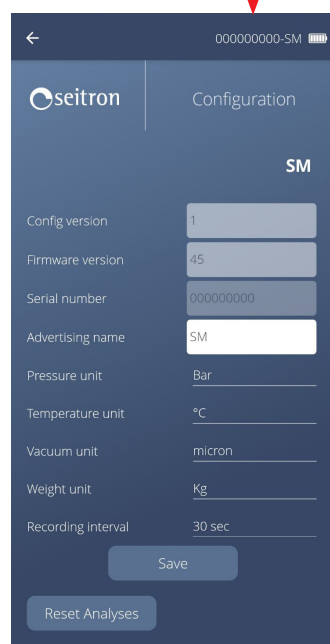 000000000-SM
seitron
Configuration
SM
Config version 1
Firmware version 45
Serial number 000000000
Advertising name SM
Pressure unit Bar
Temperature unit °C
Vacuum unit micron
Weight unit Kg
Recording interval 30 sec
Save
Reset Analyses